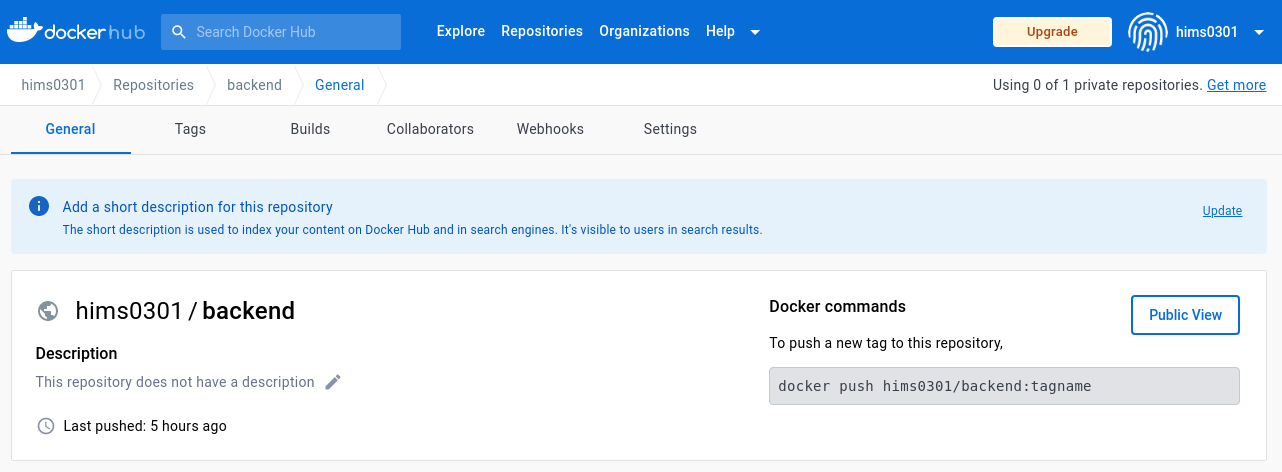 dockerhub
Search Docker Hub
Explore Repositories Organizations Help
Upgrade
hims0301
hims0301 Repositories backend General
Using 0 of 1 private repositories. Get more
General Tags Builds Collaborators Webhooks Settings
Add a short description for this repository
The short description is used to index your content on Docker Hub and in search engines. It's visible to users in search results.
Update
hims0301 / backend
Description
This repository does not have a description
Last pushed: 5 hours ago
Docker commands
Public View
To push a new tag to this repository,
docker push hims0301/backend:tagname